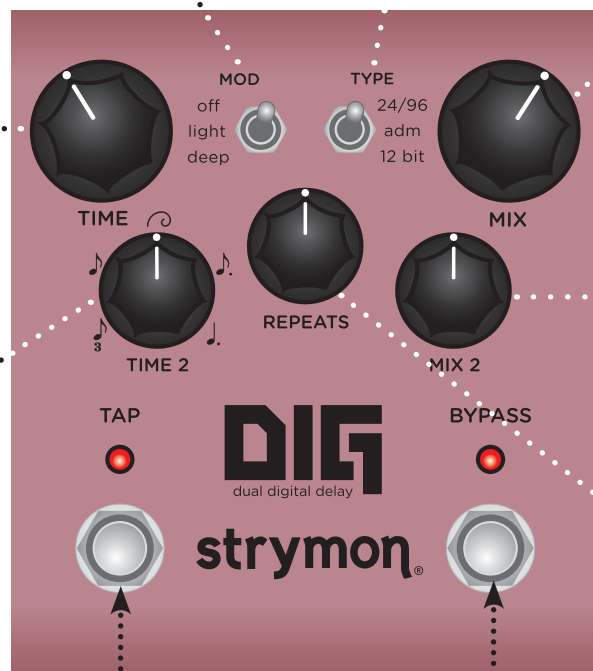 MOD
TYPE
off
light
deep
24/96
adm
12 bit
TIME
MIX
3
REPEATS
TIME 2
MIX 2
TAP
BYPASS
DIG
dual digital delay
strymon®